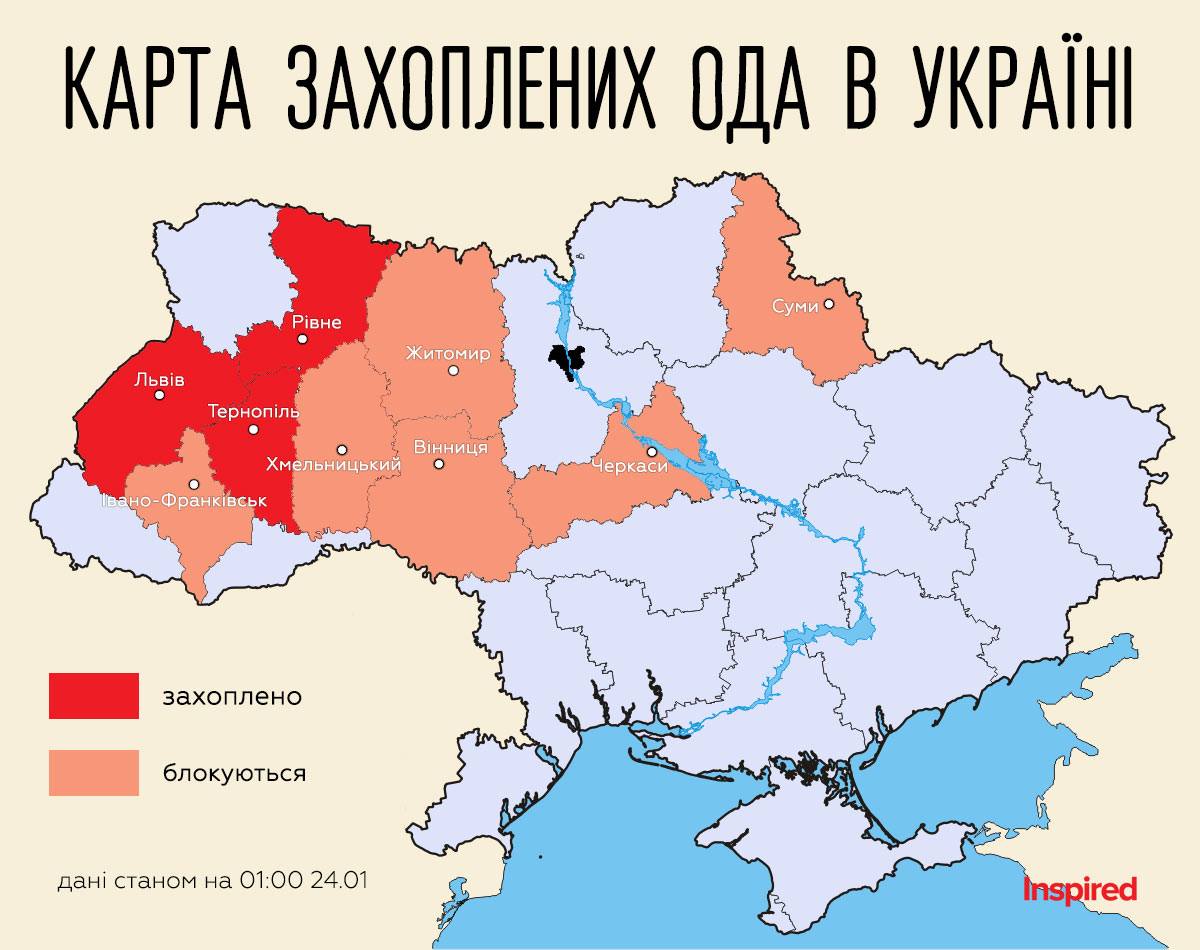 КАРТА ЗАХОПЛЕНИХ ОДА В УКРАЇНІ
Суми
Рівне
Житомир
Львів
Тернопіль
Вінниця
Хмельницький
Черкаси
Івано-Франківськ
захоплено
блокуються
дані станом на 01:00 24.01
Inspired